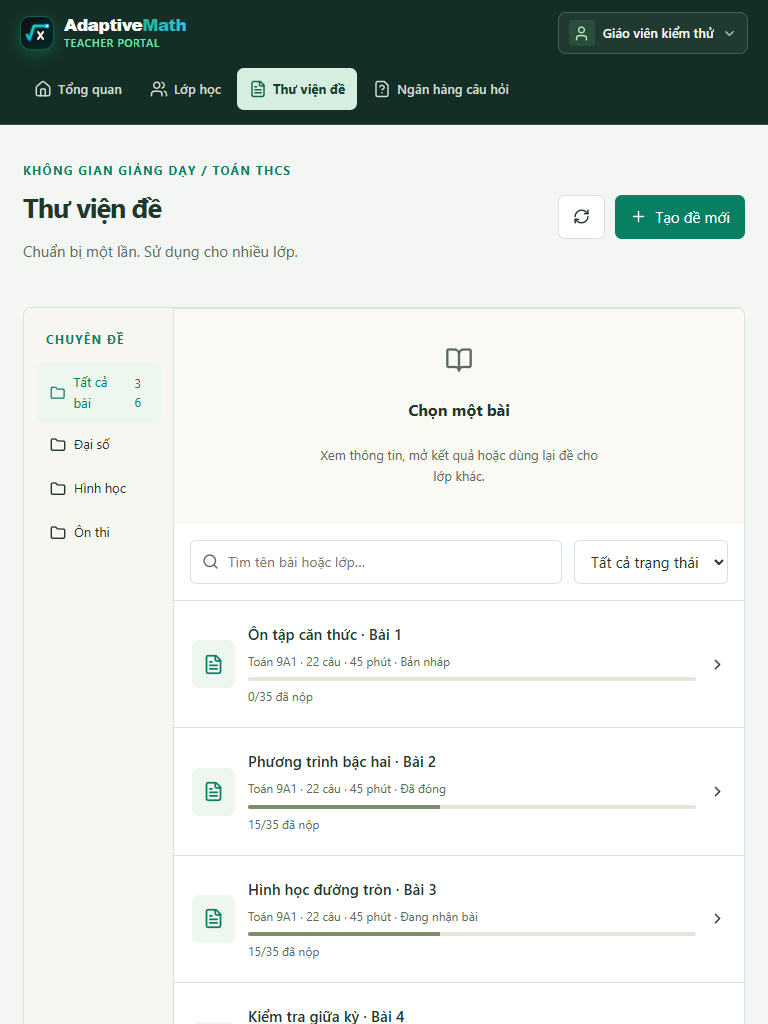 AdaptiveMath
TEACHER PORTAL
Giáo viên kiểm thử
Tổng quan
Lớp học
Thư viện đề
Ngân hàng câu hỏi
KHÔNG GIAN GIẢNG DẠY / TOÁN THCS
Thư viện đề
Chuẩn bị một lần. Sử dụng cho nhiều lớp.
Tạo đề mới
CHUYÊN ĐỀ
Tất cả
bài
3
6
Đại số
Hình học
Ôn thi
Chọn một bài
Xem thông tin, mở kết quả hoặc dùng lại đề cho
lớp khác.
Tìm tên bài hoặc lớp...
Tất cả trạng thái
Ôn tập căn thức · Bài 1
Toán 9A1 · 22 câu · 45 phút · Bản nháp
0/35 đã nộp
Phương trình bậc hai · Bài 2
Toán 9A1 · 22 câu · 45 phút · Đã đóng
15/35 đã nộp
Hình học đường tròn · Bài 3
Toán 9A1 · 22 câu · 45 phút · Đang nhận bài
15/35 đã nộp
Kiểm tra giữa kỳ · Bài 4